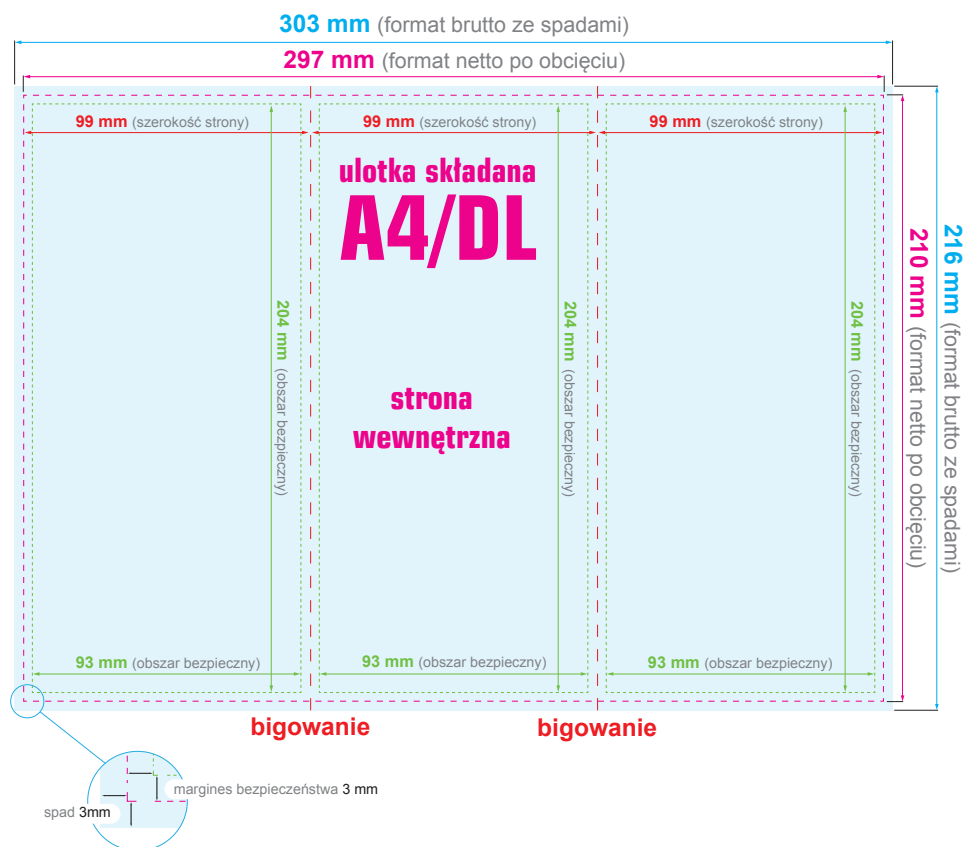 303 mm (format brutto ze spadami)
297 mm (format netto po obcięciu)
99 mm (szerokość strony)
99 mm (szerokość strony)
99 mm (szerokość strony)
ulotka składana
A4/DL
204 mm (obszar bezpieczny)
204 mm (obszar bezpieczny)
204 mm (obszar bezpieczny)
210 mm (format netto po obcięciu)
216 mm (format brutto ze spadami)
strona
wewnętrzna
93 mm (obszar bezpieczny)
93 mm (obszar bezpieczny)
93 mm (obszar bezpieczny)
bigowanie
bigowanie
margines bezpieczeństwa 3 mm
spad 3mm